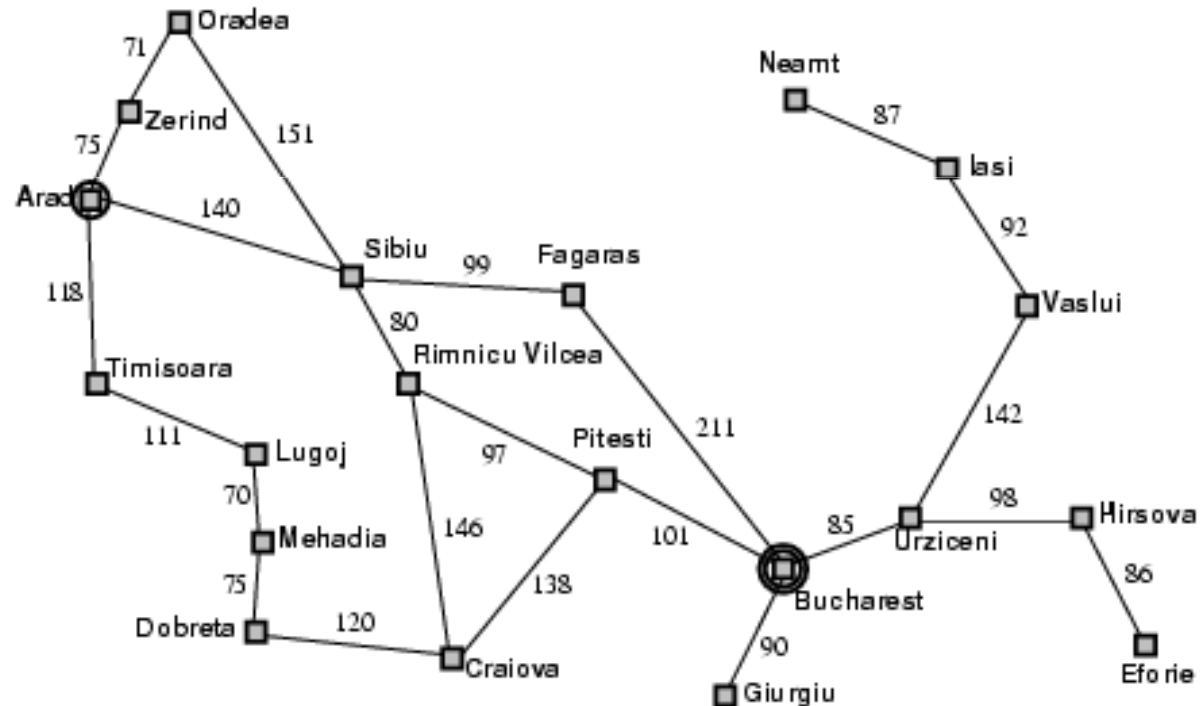 Oradea
71
Neamt
87
Zerind
151
75
Iasi
Arad
140
92
Sibiu
99
Fagaras
118
80
Vaslui
Timisoara
Rimnicu Vilcea
142
111
Lugoj
97
Pitesti
211
70
146
98
Hirsova
Mehadia
101
85
Urziceni
75
138
86
Dobreta
120
Bucharest
90
Craiova
Eforie
Giurgiu